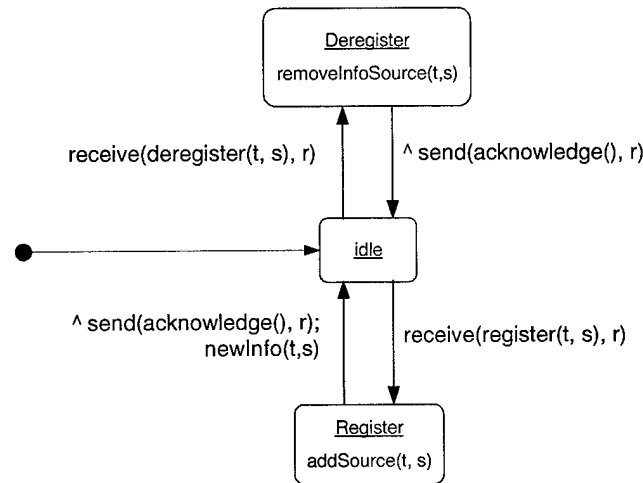 Deregister
removeInfoSource(t,s)
receive(deregister(t, s), r)
^ send(acknowledge(), r)
idle
^ send(acknowledge(), r);
newInfo(t,s)
receive(register(t, s), r)
Register
addSource(t, s)